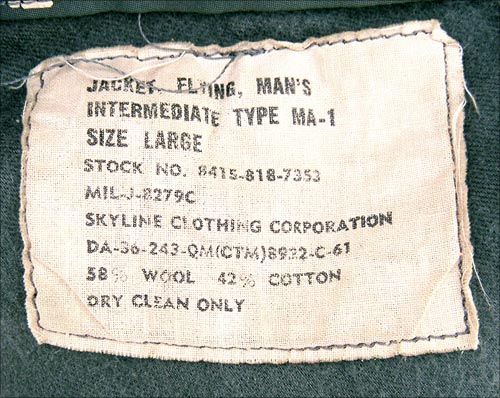 JACKET, FLYING, MAN'S
INTERMEDIATE TYPE MA-1
SIZE LARGE
STOCK NO. 8415-818-7353
MIL-J-8279C
SKYLINE CLOTHING CORPORATION
DA-36-243-QM(CTM)8932-C-61
58% WOOL 42% COTTON
DRY CLEAN ONLY